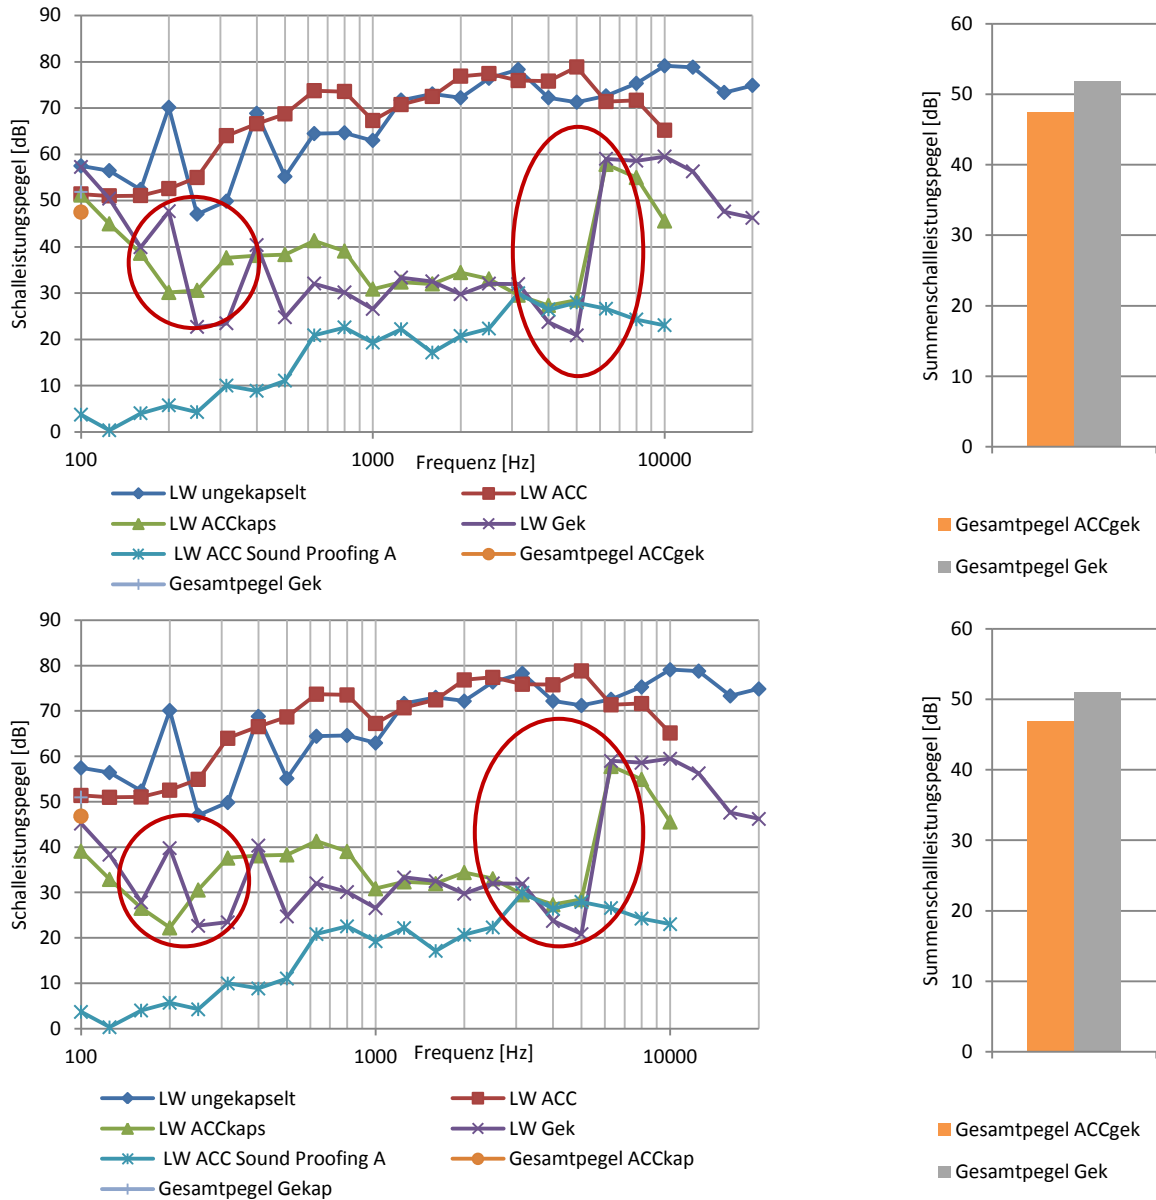 90
80
70
60
50
40
30
20
10
0
Schalleistungspegel [dB]
100
1000
10000
Frequenz [Hz]
LW ungekapselt
LW ACC
LW ACCkaps
LW Gek
LW ACC Sound Proofing A
Gesamtpegel ACCgek
Gesamtpegel Gek
60
50
40
30
20
10
0
Summenschallleistungspegel [dB]
Gesamtpegel ACCgek
Gesamtpegel Gek
90
80
70
60
50
40
30
20
10
0
Schalleistungspegel [dB]
100
1000
10000
Frequenz [Hz]
LW ungekapselt
LW ACC
LW ACCkaps
LW Gek
LW ACC Sound Proofing A
Gesamtpegel ACCkap
Gesamtpegel Gekap
60
50
40
30
20
10
0
Summenschallleistungspegel [dB]
Gesamtpegel ACCgek
Gesamtpegel Gek